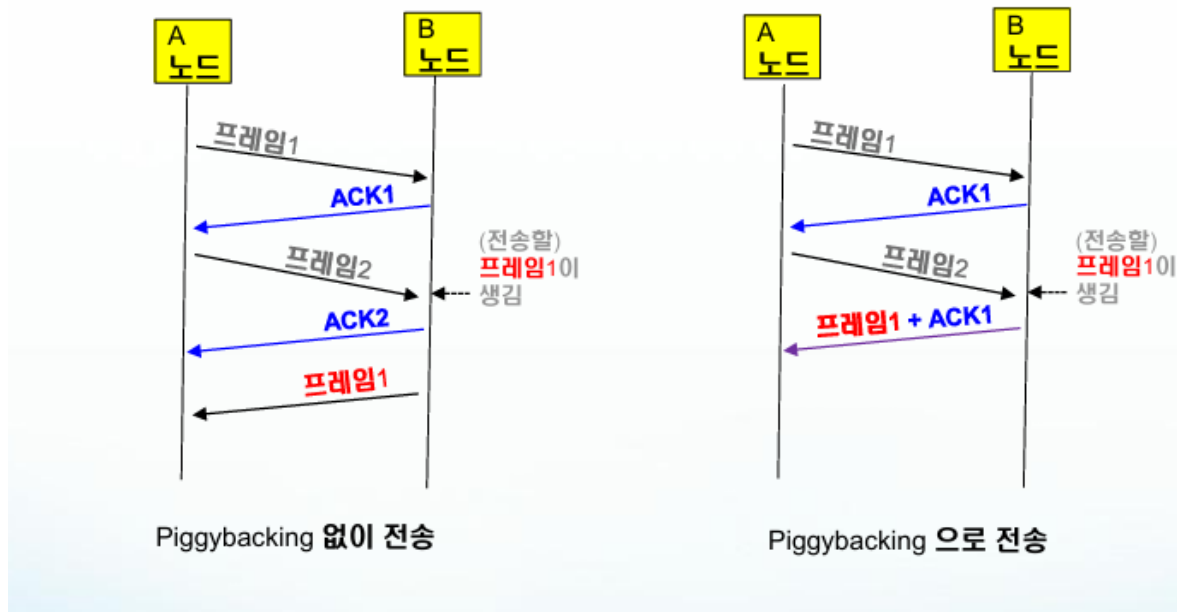 A
노드
B
노드
프레임1
ACK1
프레임2
(전송할)
프레임1이
생김
ACK2
프레임1
Piggybacking 없이 전송
A
노드
B
노드
프레임1
ACK1
프레임2
(전송할)
프레임1이
생김
프레임1 + ACK1
Piggybacking 으로 전송